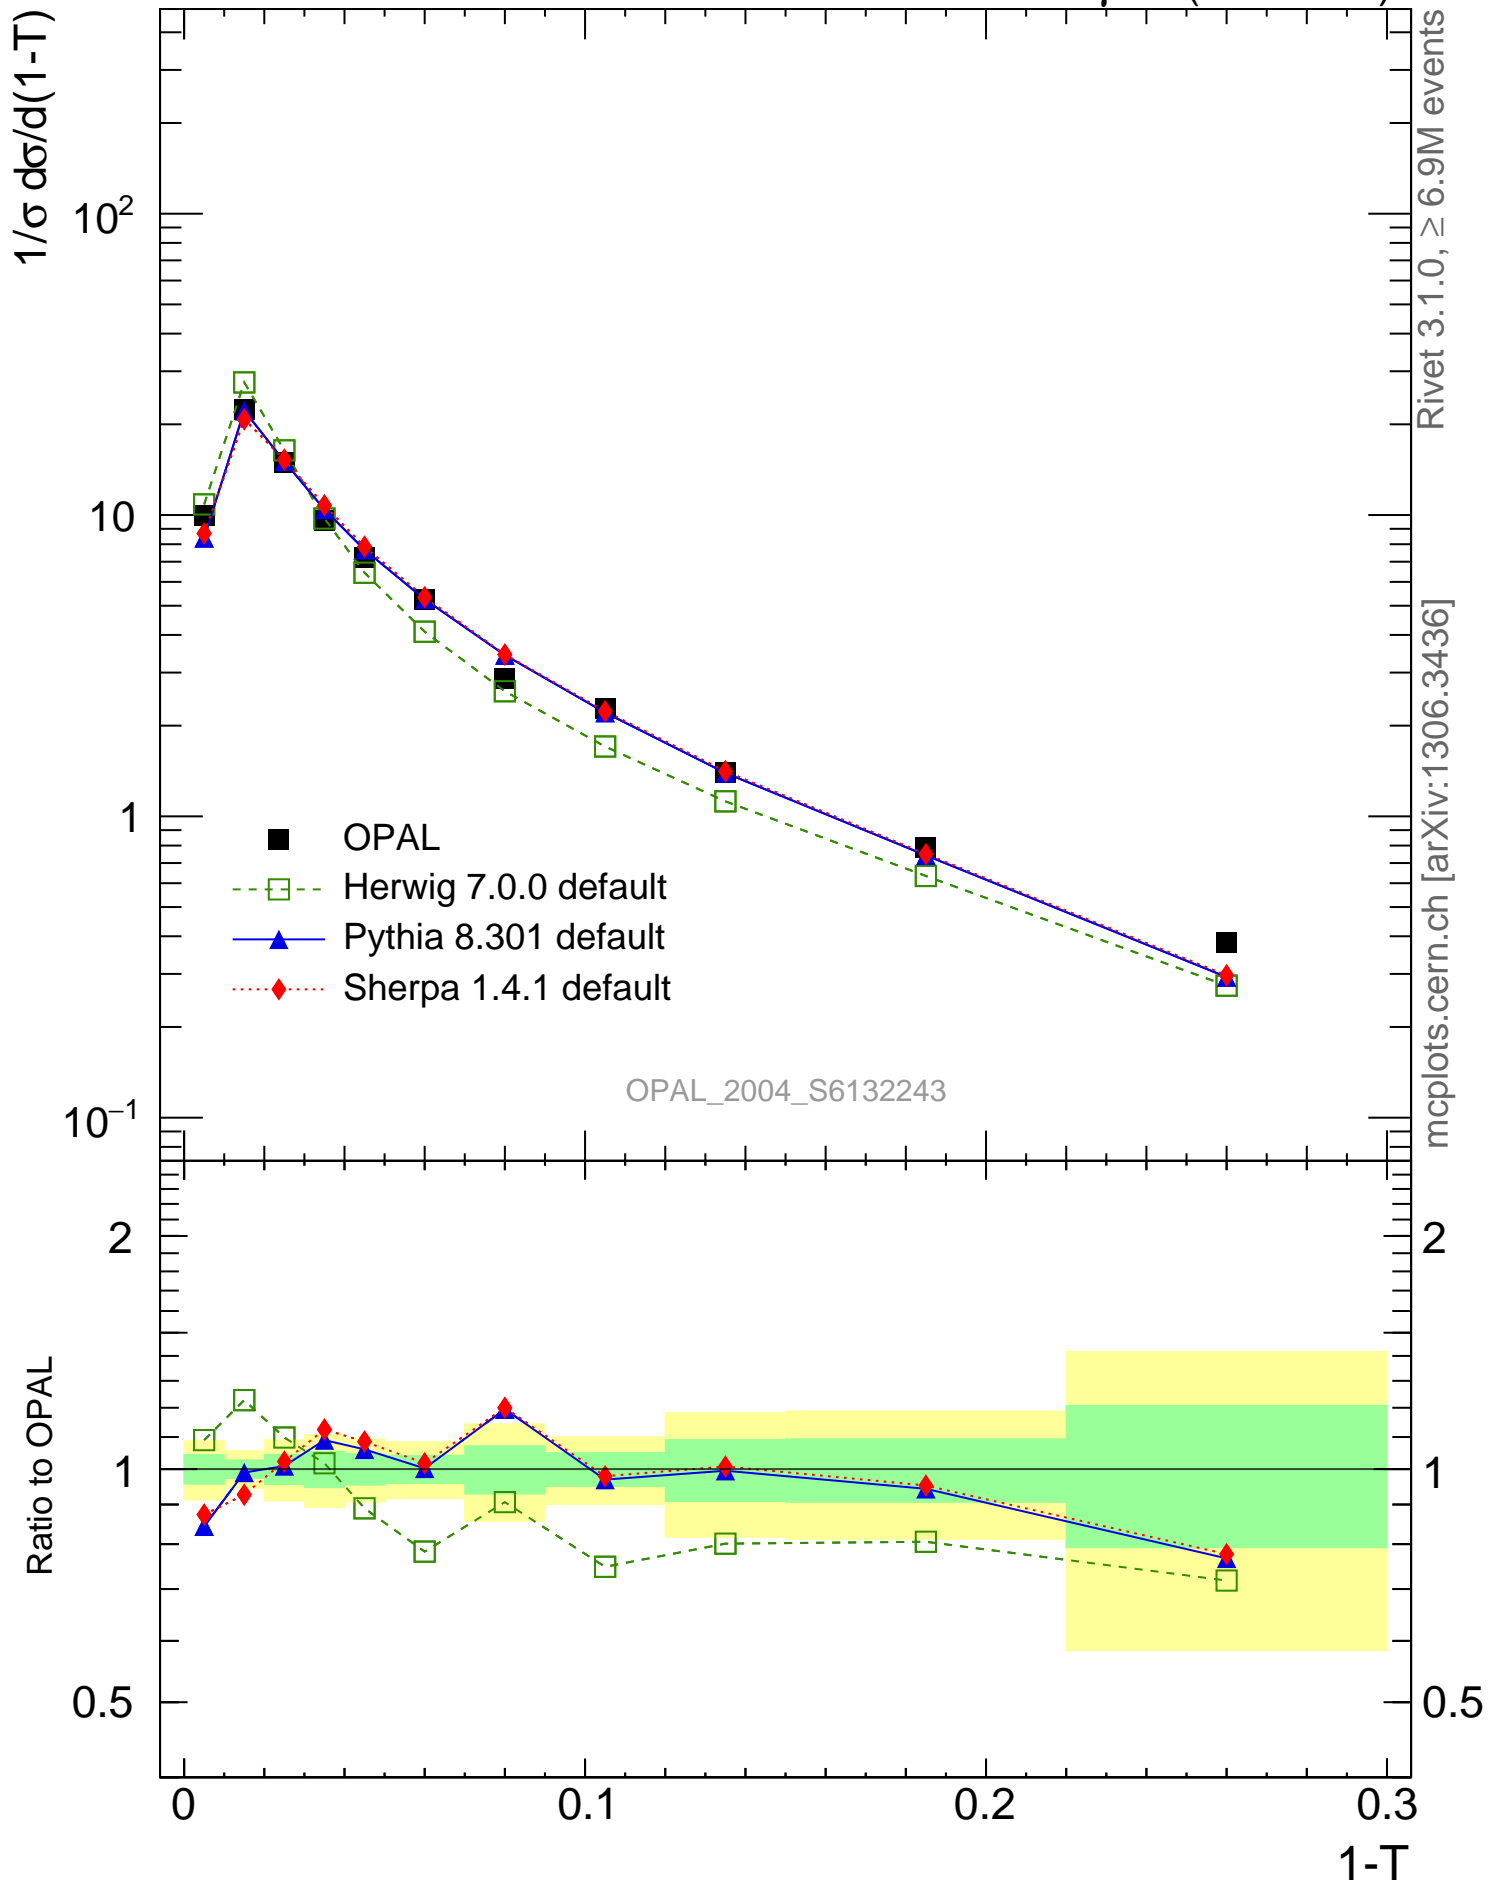 1/σ dσ/d(1-T)
10²
10
1
10⁻¹
OPAL
Herwig 7.0.0 default
Pythia 8.301 default
Sherpa 1.4.1 default
OPAL_2004_S6132243
Rivet 3.1.0, ≥ 6.9M events
mcplots.cern.ch [arXiv:1306.3436]
Ratio to OPAL
2
1
0.5
2
1
0.5
0
0.1
0.2
0.3
1-T